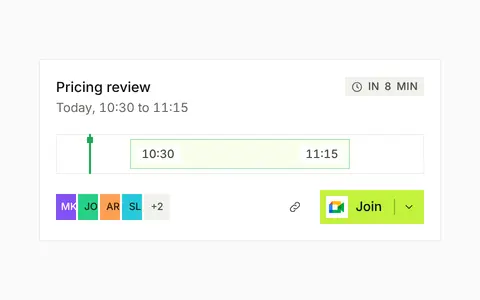 Pricing review
IN 8 MIN
Today, 10:30 to 11:15
10:30
11:15
MK
JO
AR
SL
+2
Join